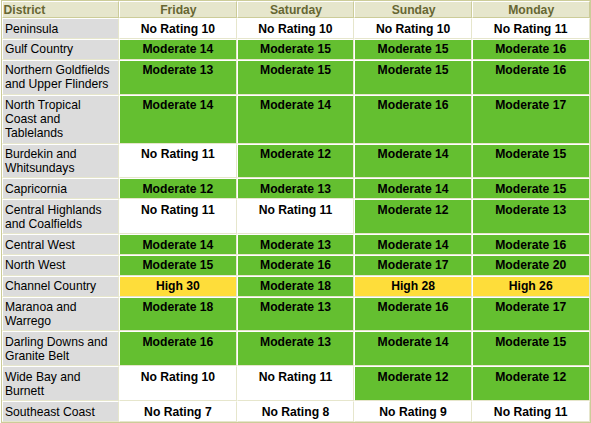 District Friday Saturday Sunday Monday
Peninsula No Rating 10 No Rating 10 No Rating 10 No Rating 11
Gulf Country Moderate 14 Moderate 15 Moderate 15 Moderate 16
Northern Goldfields Moderate 13 Moderate 15 Moderate 15 Moderate 16
and Upper Flinders
North Tropical Moderate 14 Moderate 14 Moderate 16 Moderate 17
Coast and
Tablelands
Burdekin and No Rating 11 Moderate 12 Moderate 14 Moderate 15
Whitsundays
Capricornia Moderate 12 Moderate 13 Moderate 14 Moderate 15
Central Highlands No Rating 11 No Rating 11 Moderate 12 Moderate 13
and Coalfields
Central West Moderate 14 Moderate 13 Moderate 14 Moderate 16
North West Moderate 15 Moderate 16 Moderate 17 Moderate 20
Channel Country High 30 Moderate 18 High 28 High 26
Maranoa and Moderate 18 Moderate 13 Moderate 16 Moderate 17
Warrego
Darling Downs and Moderate 16 Moderate 13 Moderate 14 Moderate 15
Granite Belt
Wide Bay and No Rating 10 No Rating 11 Moderate 12 Moderate 12
Burnett
Southeast Coast No Rating 7 No Rating 8 No Rating 9 No Rating 11